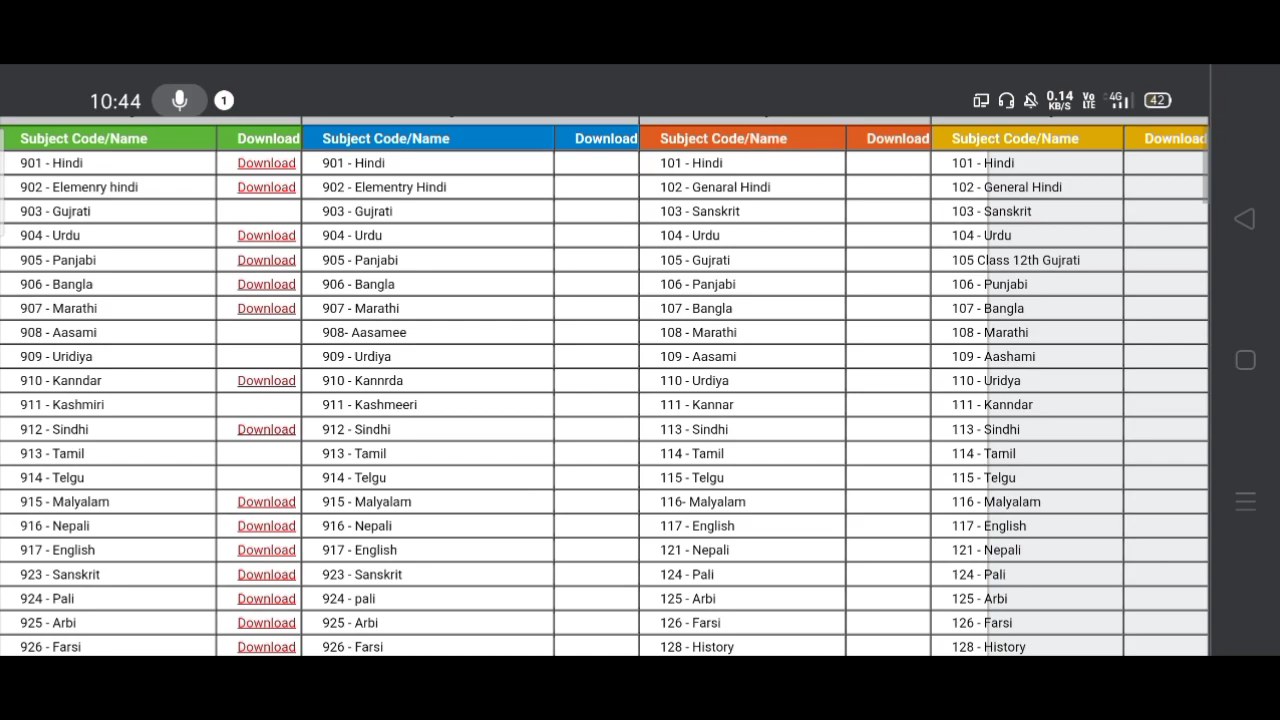 10:44 1 0.14 KB/S Vo LTE 4G 42
Subject Code/Name Download Subject Code/Name Download Subject Code/Name Download Subject Code/Name Download
901 - Hindi Download 901 - Hindi 101 - Hindi 101 - Hindi
902 - Elemenry hindi Download 902 - Elementry Hindi 102 - Genaral Hindi 102 - General Hindi
903 - Gujrati 903 - Gujrati 103 - Sanskrit 103 - Sanskrit
904 - Urdu Download 904 - Urdu 104 - Urdu 104 - Urdu
905 - Panjabi Download 905 - Panjabi 105 - Gujrati 105 Class 12th Gujrati
906 - Bangla Download 906 - Bangla 106 - Panjabi 106 - Punjabi
907 - Marathi Download 907 - Marathi 107 - Bangla 107 - Bangla
908 - Aasami 908- Aasamee 108 - Marathi 108 - Marathi
909 - Uridiya 909 - Urdiya 109 - Aasami 109 - Aashami
910 - Kanndar Download 910 - Kannrda 110 - Urdiya 110 - Uridya
911 - Kashmiri 911 - Kashmeeri 111 - Kannar 111 - Kanndar
912 - Sindhi Download 912 - Sindhi 113 - Sindhi 113 - Sindhi
913 - Tamil 913 - Tamil 114 - Tamil 114 - Tamil
914 - Telgu 914 - Telgu 115 - Telgu 115 - Telgu
915 - Malyalam Download 915 - Malyalam 116- Malyalam 116 - Malyalam
916 - Nepali Download 916 - Nepali 117 - English 117 - English
917 - English Download 917 - English 121 - Nepali 121 - Nepali
923 - Sanskrit Download 923 - Sanskrit 124 - Pali 124 - Pali
924 - Pali Download 924 - pali 125 - Arbi 125 - Arbi
925 - Arbi Download 925 - Arbi 126 - Farsi 126 - Farsi
926 - Farsi Download 926 - Farsi 128 - History 128 - History